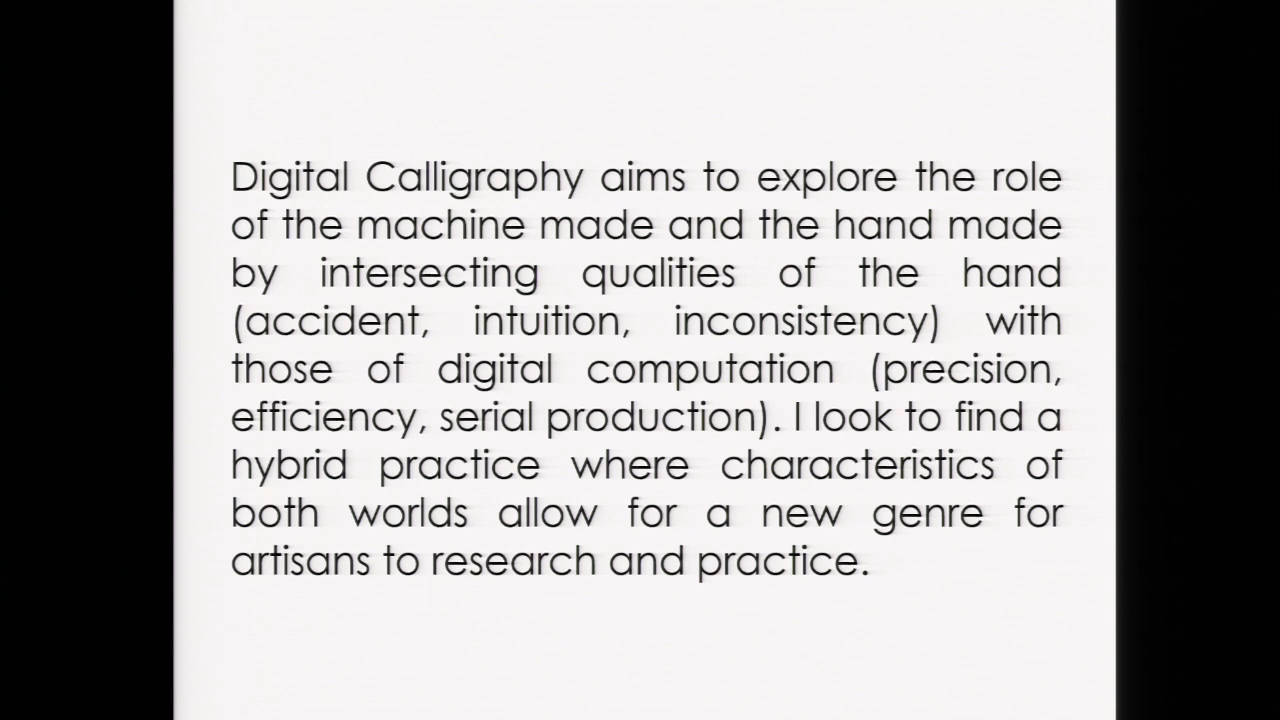 Digital Calligraphy aims to explore the role
of the machine made and the hand made
by intersecting qualities of the hand
(accident, intuition, inconsistency) with
those of digital computation (precision,
efficiency, serial production). I look to find a
hybrid practice where characteristics of
both worlds allow for a new genre for
artisans to research and practice.